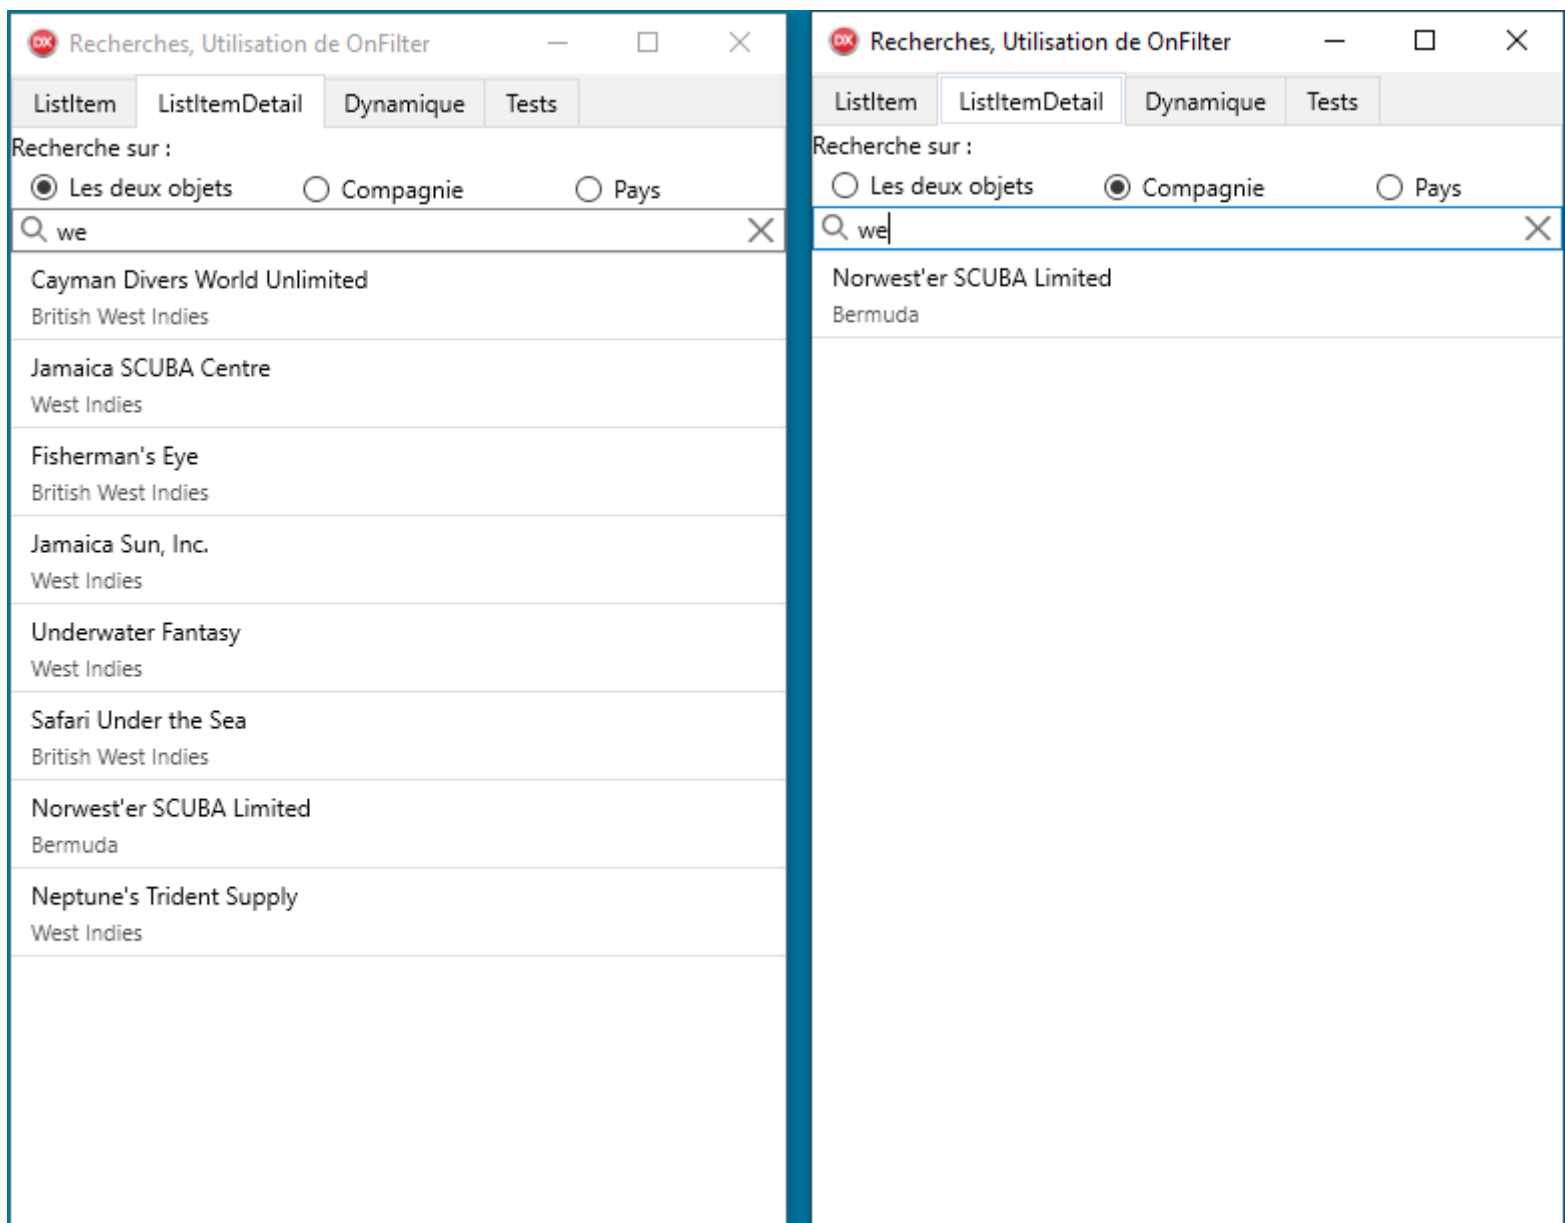 DX Recherches, Utilisation de OnFilter
ListItem ListItemDetail Dynamique Tests
Recherche sur :
Les deux objets Compagnie Pays
we
Cayman Divers World Unlimited
British West Indies
Jamaica SCUBA Centre
West Indies
Fisherman's Eye
British West Indies
Jamaica Sun, Inc.
West Indies
Underwater Fantasy
West Indies
Safari Under the Sea
British West Indies
Norwest'er SCUBA Limited
Bermuda
Neptune's Trident Supply
West Indies
DX Recherches, Utilisation de OnFilter
ListItem ListItemDetail Dynamique Tests
Recherche sur :
Les deux objets Compagnie Pays
we
Norwest'er SCUBA Limited
Bermuda